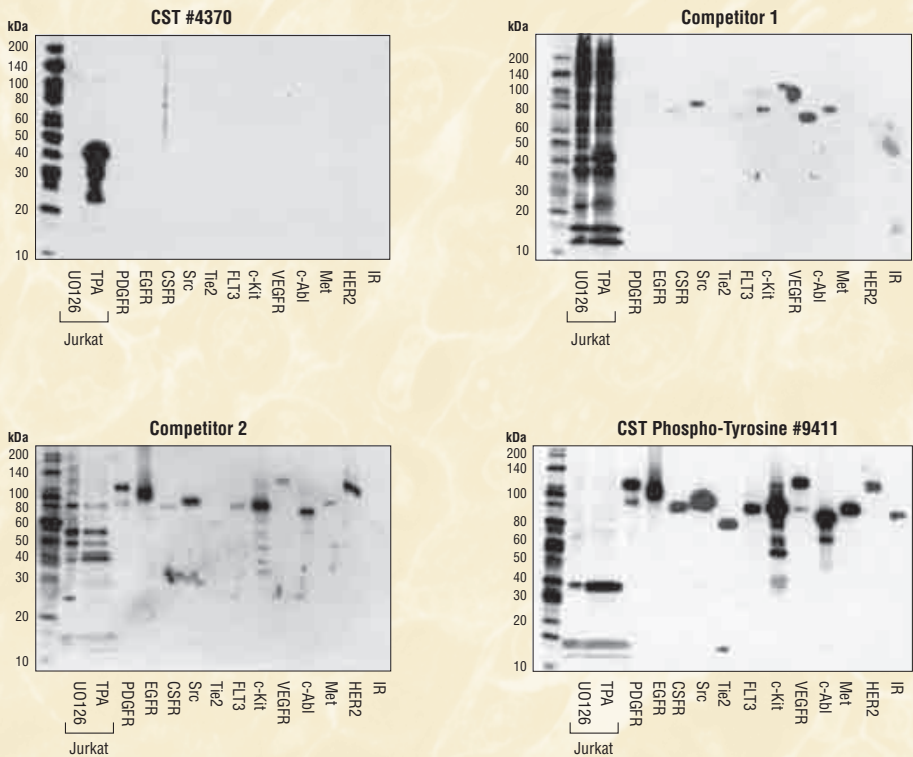 CST #4370
kDa
200
140
100
80
60
50
40
30
20
10
UO126
TPA
PDGFR
EGFR
CSFR
Src
Tie2
FLT3
c-Kit
VEGFR
c-Abl
Met
HER2
IR
Jurkat
Competitor 1
kDa
200
140
100
80
60
50
40
30
20
10
UO126
TPA
PDGFR
EGFR
CSFR
Src
Tie2
FLT3
c-Kit
VEGFR
c-Abl
Met
HER2
IR
Jurkat
Competitor 2
kDa
200
140
100
80
60
50
40
30
20
10
UO126
TPA
PDGFR
EGFR
CSFR
Src
Tie2
FLT3
c-Kit
VEGFR
c-Abl
Met
HER2
IR
Jurkat
CST Phospho-Tyrosine #9411
kDa
200
140
100
80
60
50
40
30
20
10
UO126
TPA
PDGFR
EGFR
CSFR
Src
Tie2
FLT3
c-Kit
VEGFR
c-Abl
Met
HER2
IR
Jurkat